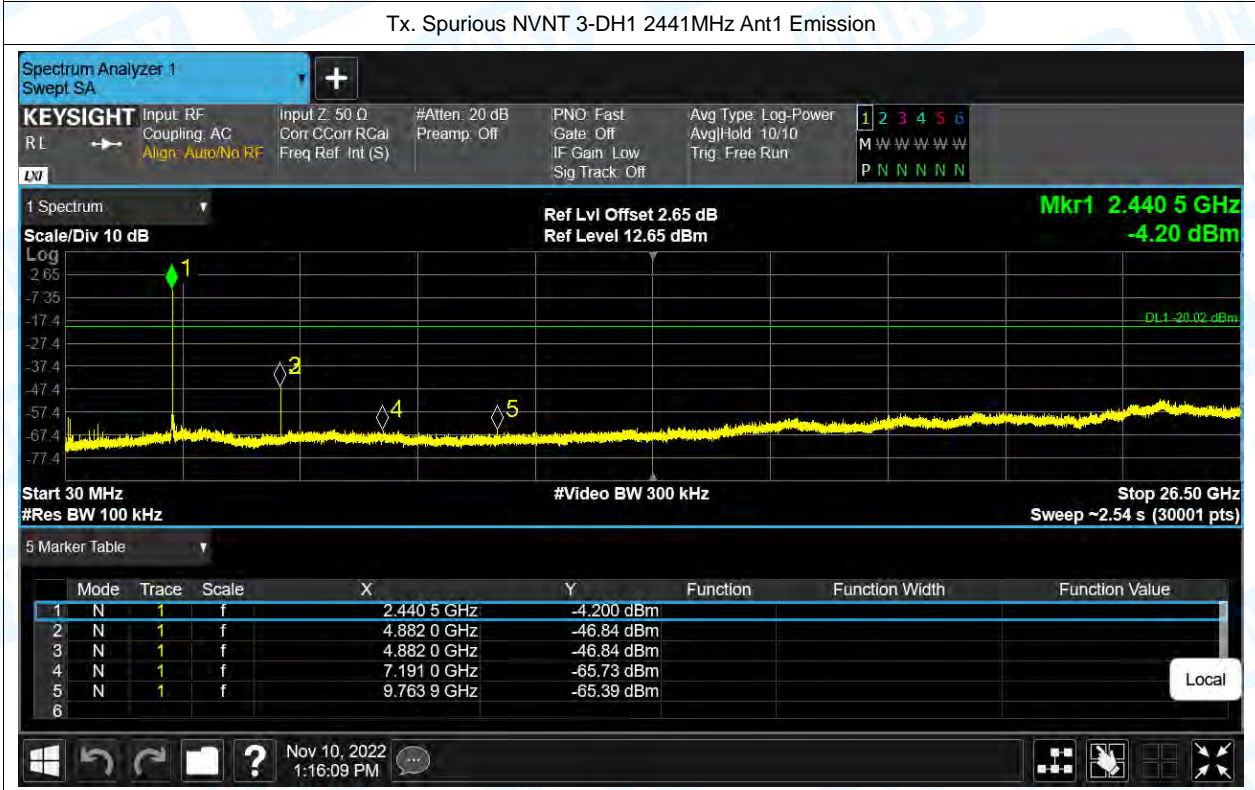 Tx. Spurious NVNT 3-DH1 2441MHz Ant1 Emission
Spectrum Analyzer 1
Swept SA
+
KEYSIGHT Input: RF Input Z: 50 Ω #Atten: 20 dB PNO: Fast Avg Type: Log-Power 1 2 3 4 5 6
RL Coupling: AC Corr CCorr RCal Preamp: Off Gate: Off Avg|Hold: 10/10 M W W W W W
Align: Auto/No RF Freq Ref: Int (S) IF Gain: Low Trig: Free Run P N N N N N
LXI Sig Track: Off
1 Spectrum Ref Lvl Offset 2.65 dB Mkr1 2.440 5 GHz
Scale/Div 10 dB Ref Level 12.65 dBm -4.20 dBm
Log
2.65
-7.35
-17.4
-27.4
-37.4
-47.4
-57.4
-67.4
-77.4
1
DL1 -20.02 dBm
4
5
Start 30 MHz #Video BW 300 kHz Stop 26.50 GHz
#Res BW 100 kHz Sweep ~2.54 s (30001 pts)
5 Marker Table
Mode Trace Scale X Y Function Function Width Function Value
1 N 1 f 2.440 5 GHz -4.200 dBm
2 N 1 f 4.882 0 GHz -46.84 dBm
3 N 1 f 4.882 0 GHz -46.84 dBm
4 N 1 f 7.191 0 GHz -65.73 dBm
5 N 1 f 9.763 9 GHz -65.39 dBm
6
Local
? Nov 10, 2022
1:16:09 PM